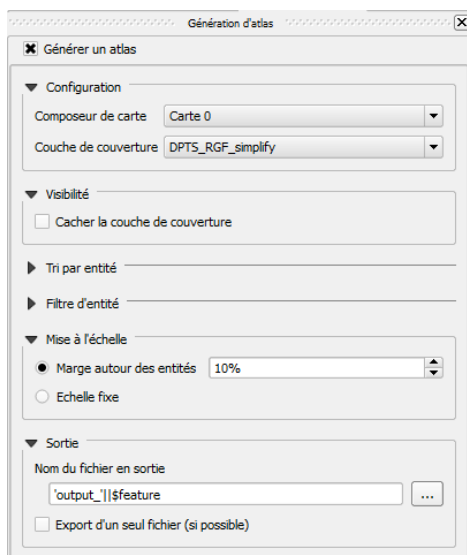 Génération d'atlas
Générer un atlas
Configuration
Composeur de carte Carte 0
Couche de couverture DPTS_RGF_simplify
Visibilité
Cacher la couche de couverture
Tri par entité
Filtre d'entité
Mise à l'échelle
Marge autour des entités 10%
Echelle fixe
Sortie
Nom du fichier en sortie
'output_'||$feature
...
Export d'un seul fichier (si possible)